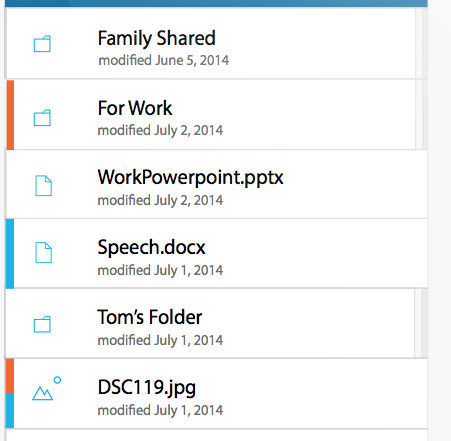 Family Shared
modified June 5, 2014
For Work
modified July 2, 2014
WorkPowerpoint.pptx
modified July 2, 2014
Speech.docx
modified July 1, 2014
Tom’s Folder
modified July 1, 2014
DSC119.jpg
modified July 1, 2014